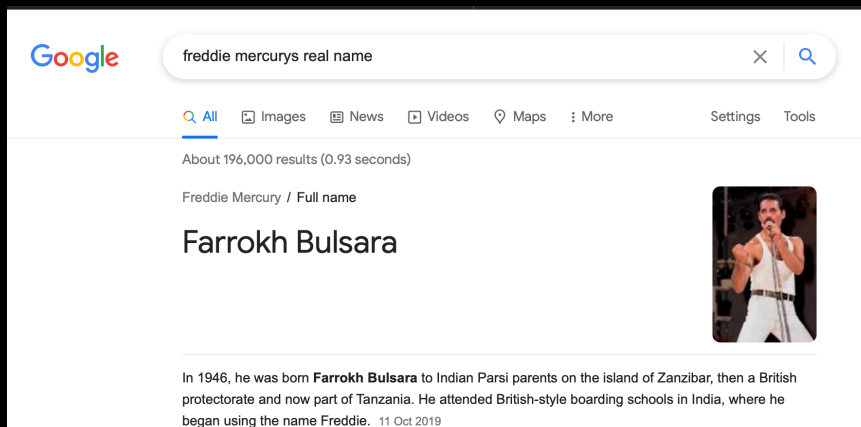 Google
freddie mercurys real name
All Images News Videos Maps More Settings Tools
About 196,000 results (0.93 seconds)
Freddie Mercury / Full name
Farrokh Bulsara
In 1946, he was born Farrokh Bulsara to Indian Parsi parents on the island of Zanzibar, then a British
protectorate and now part of Tanzania. He attended British-style boarding schools in India, where he
began using the name Freddie. 11 Oct 2019